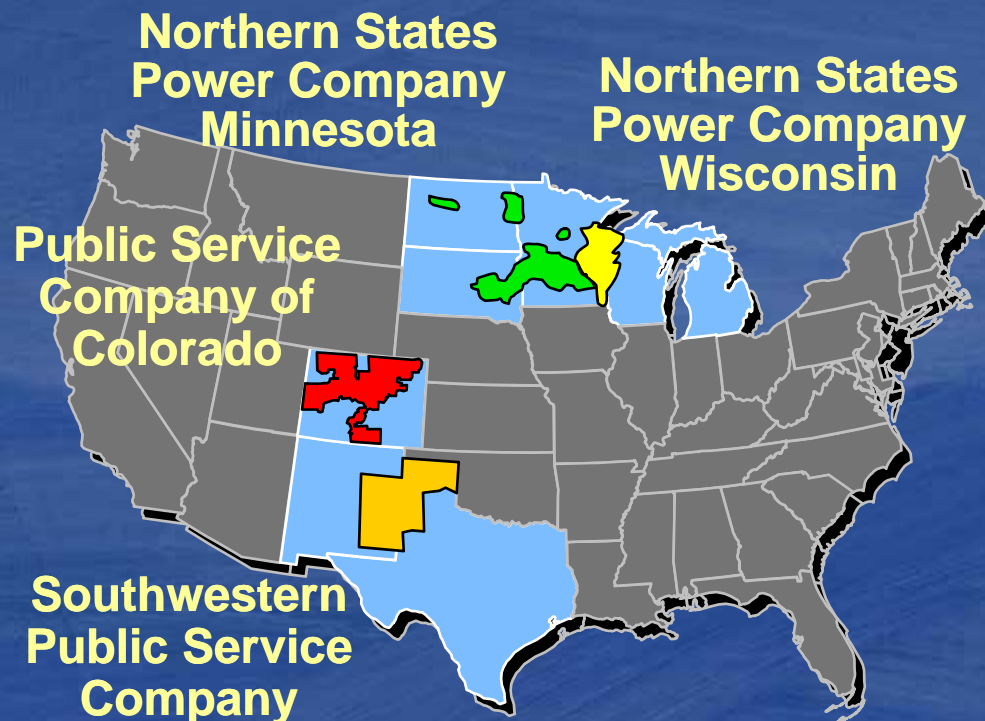 Northern States
Power Company
Minnesota
Northern States
Power Company
Wisconsin
Public Service
Company of
Colorado
Southwestern
Public Service
Company